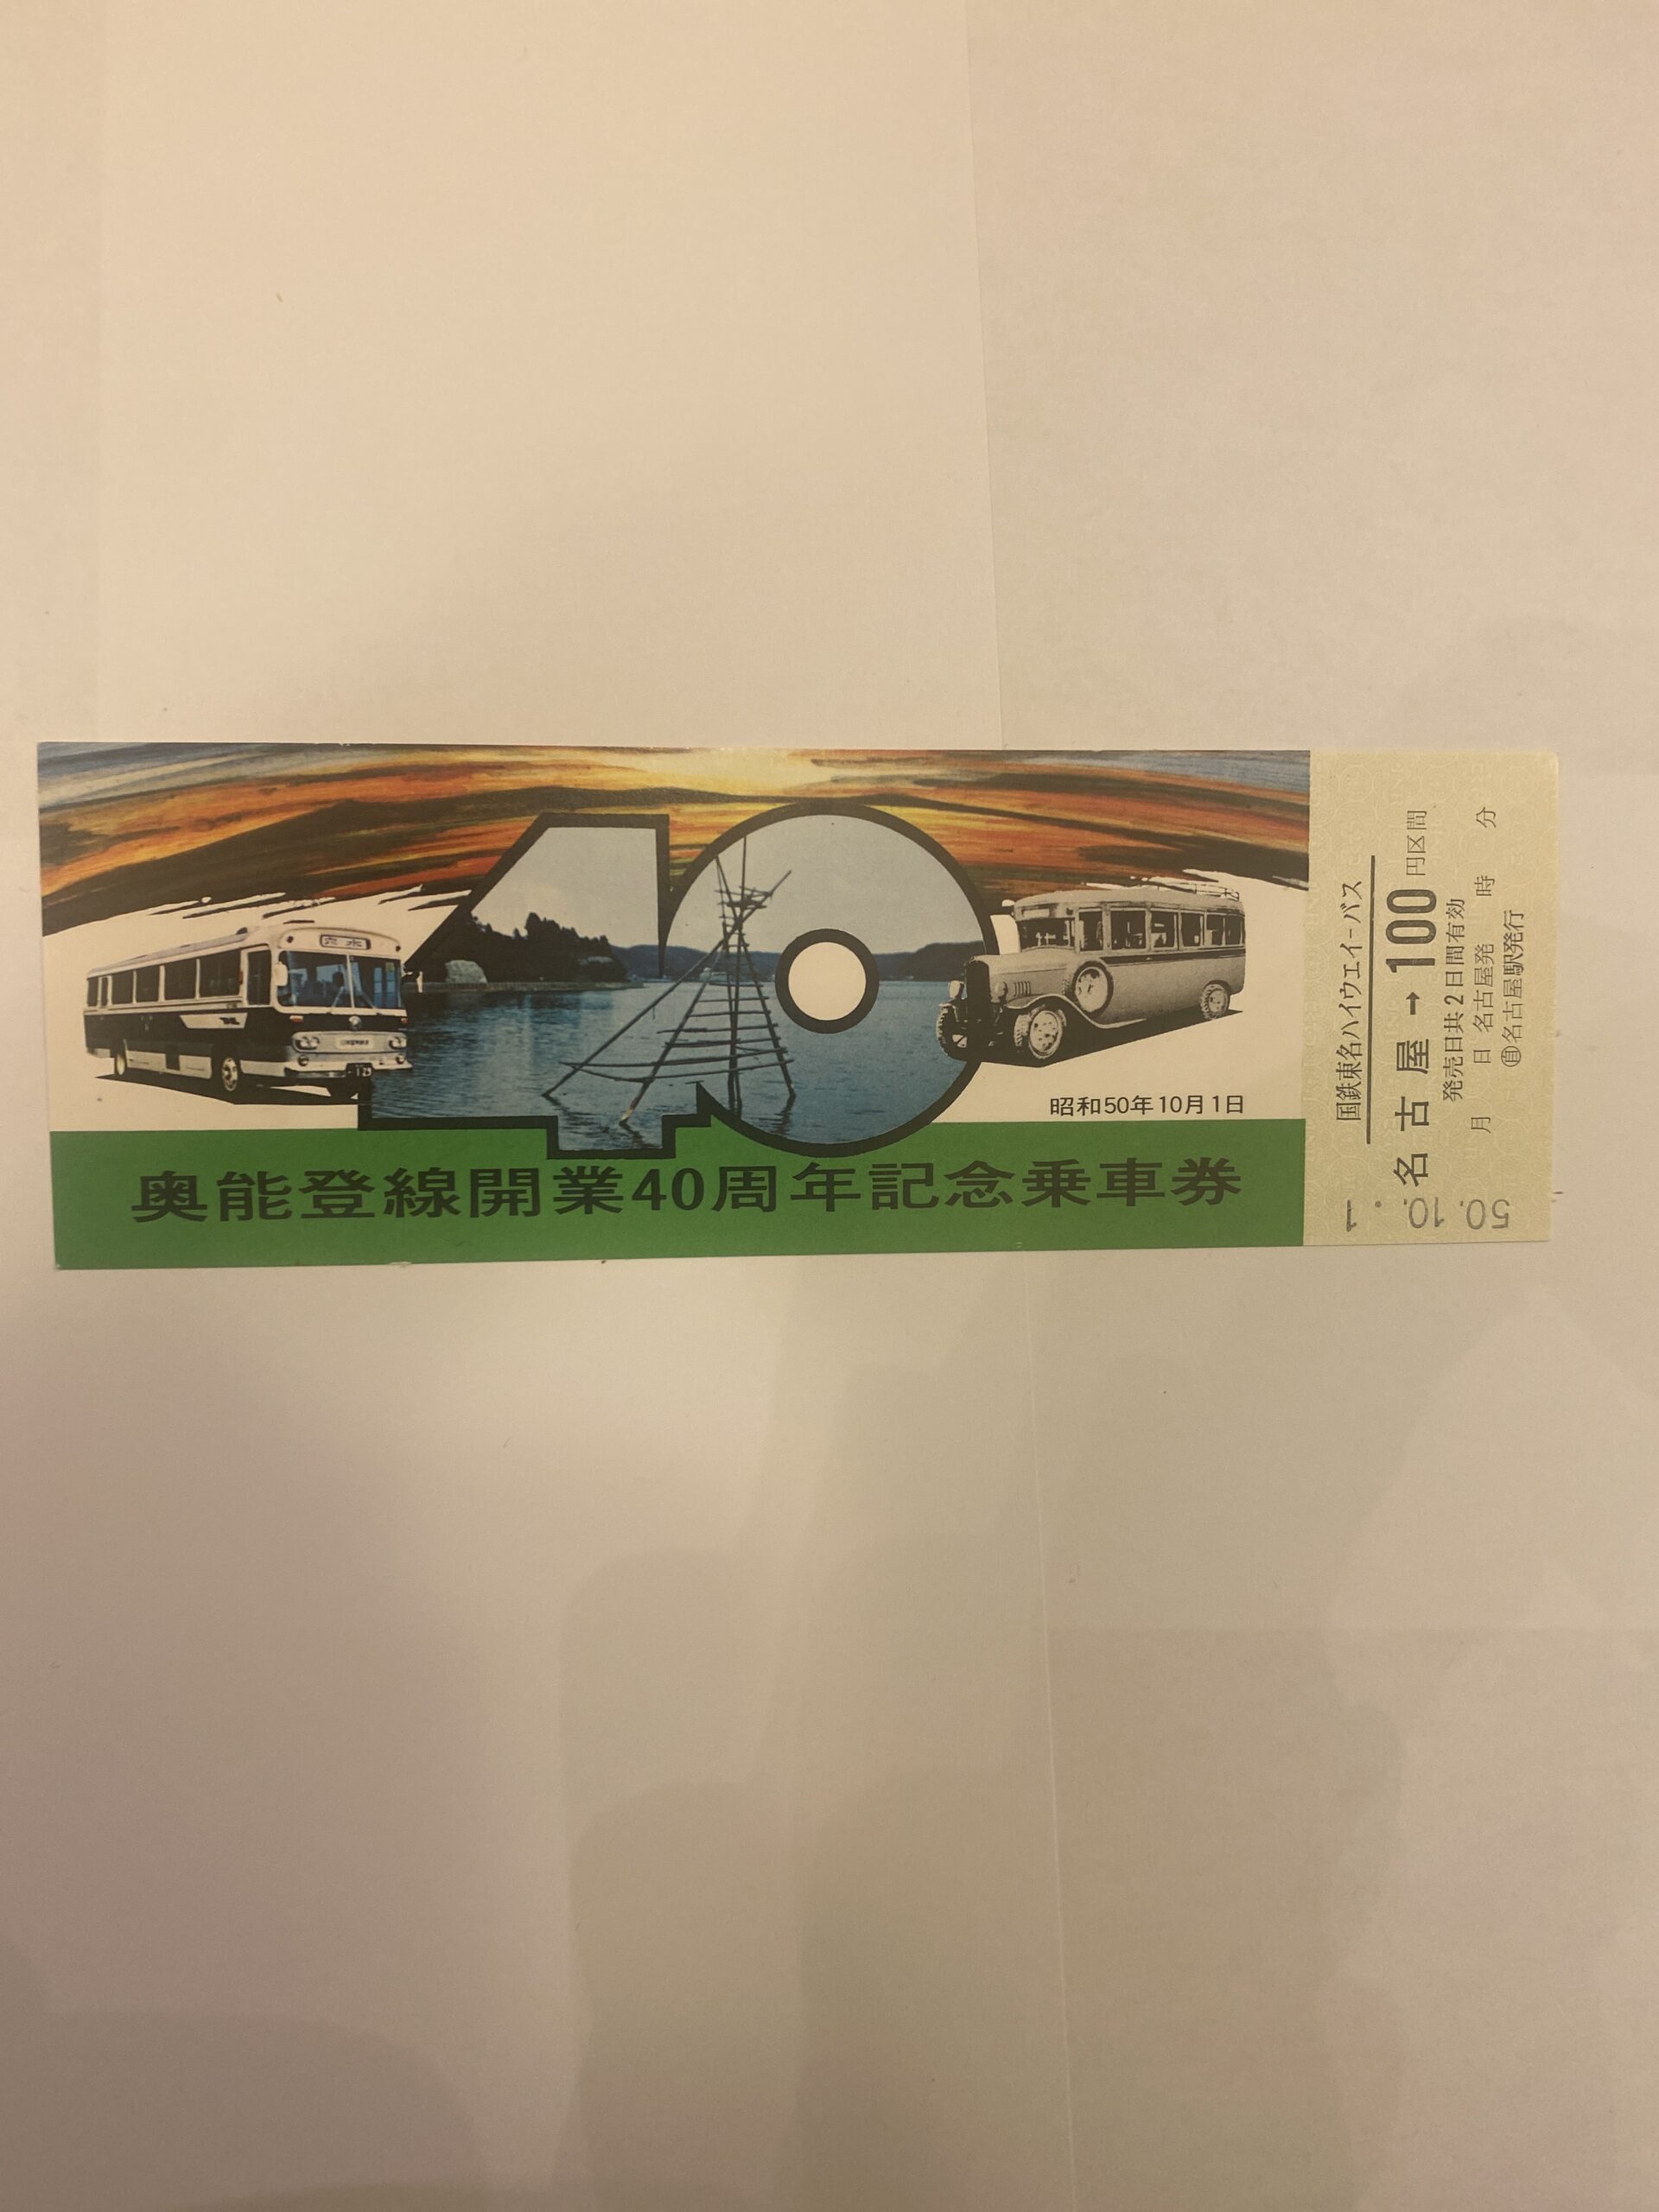 昭和50年10月1日
奥能登線開業40周年記念乗車券
国鉄東名ハイウエイーバス
名古屋→100円区間
発売日共2日間有効
月 日 名古屋発 時 分
㊀名古屋駅発行
50.10.-1